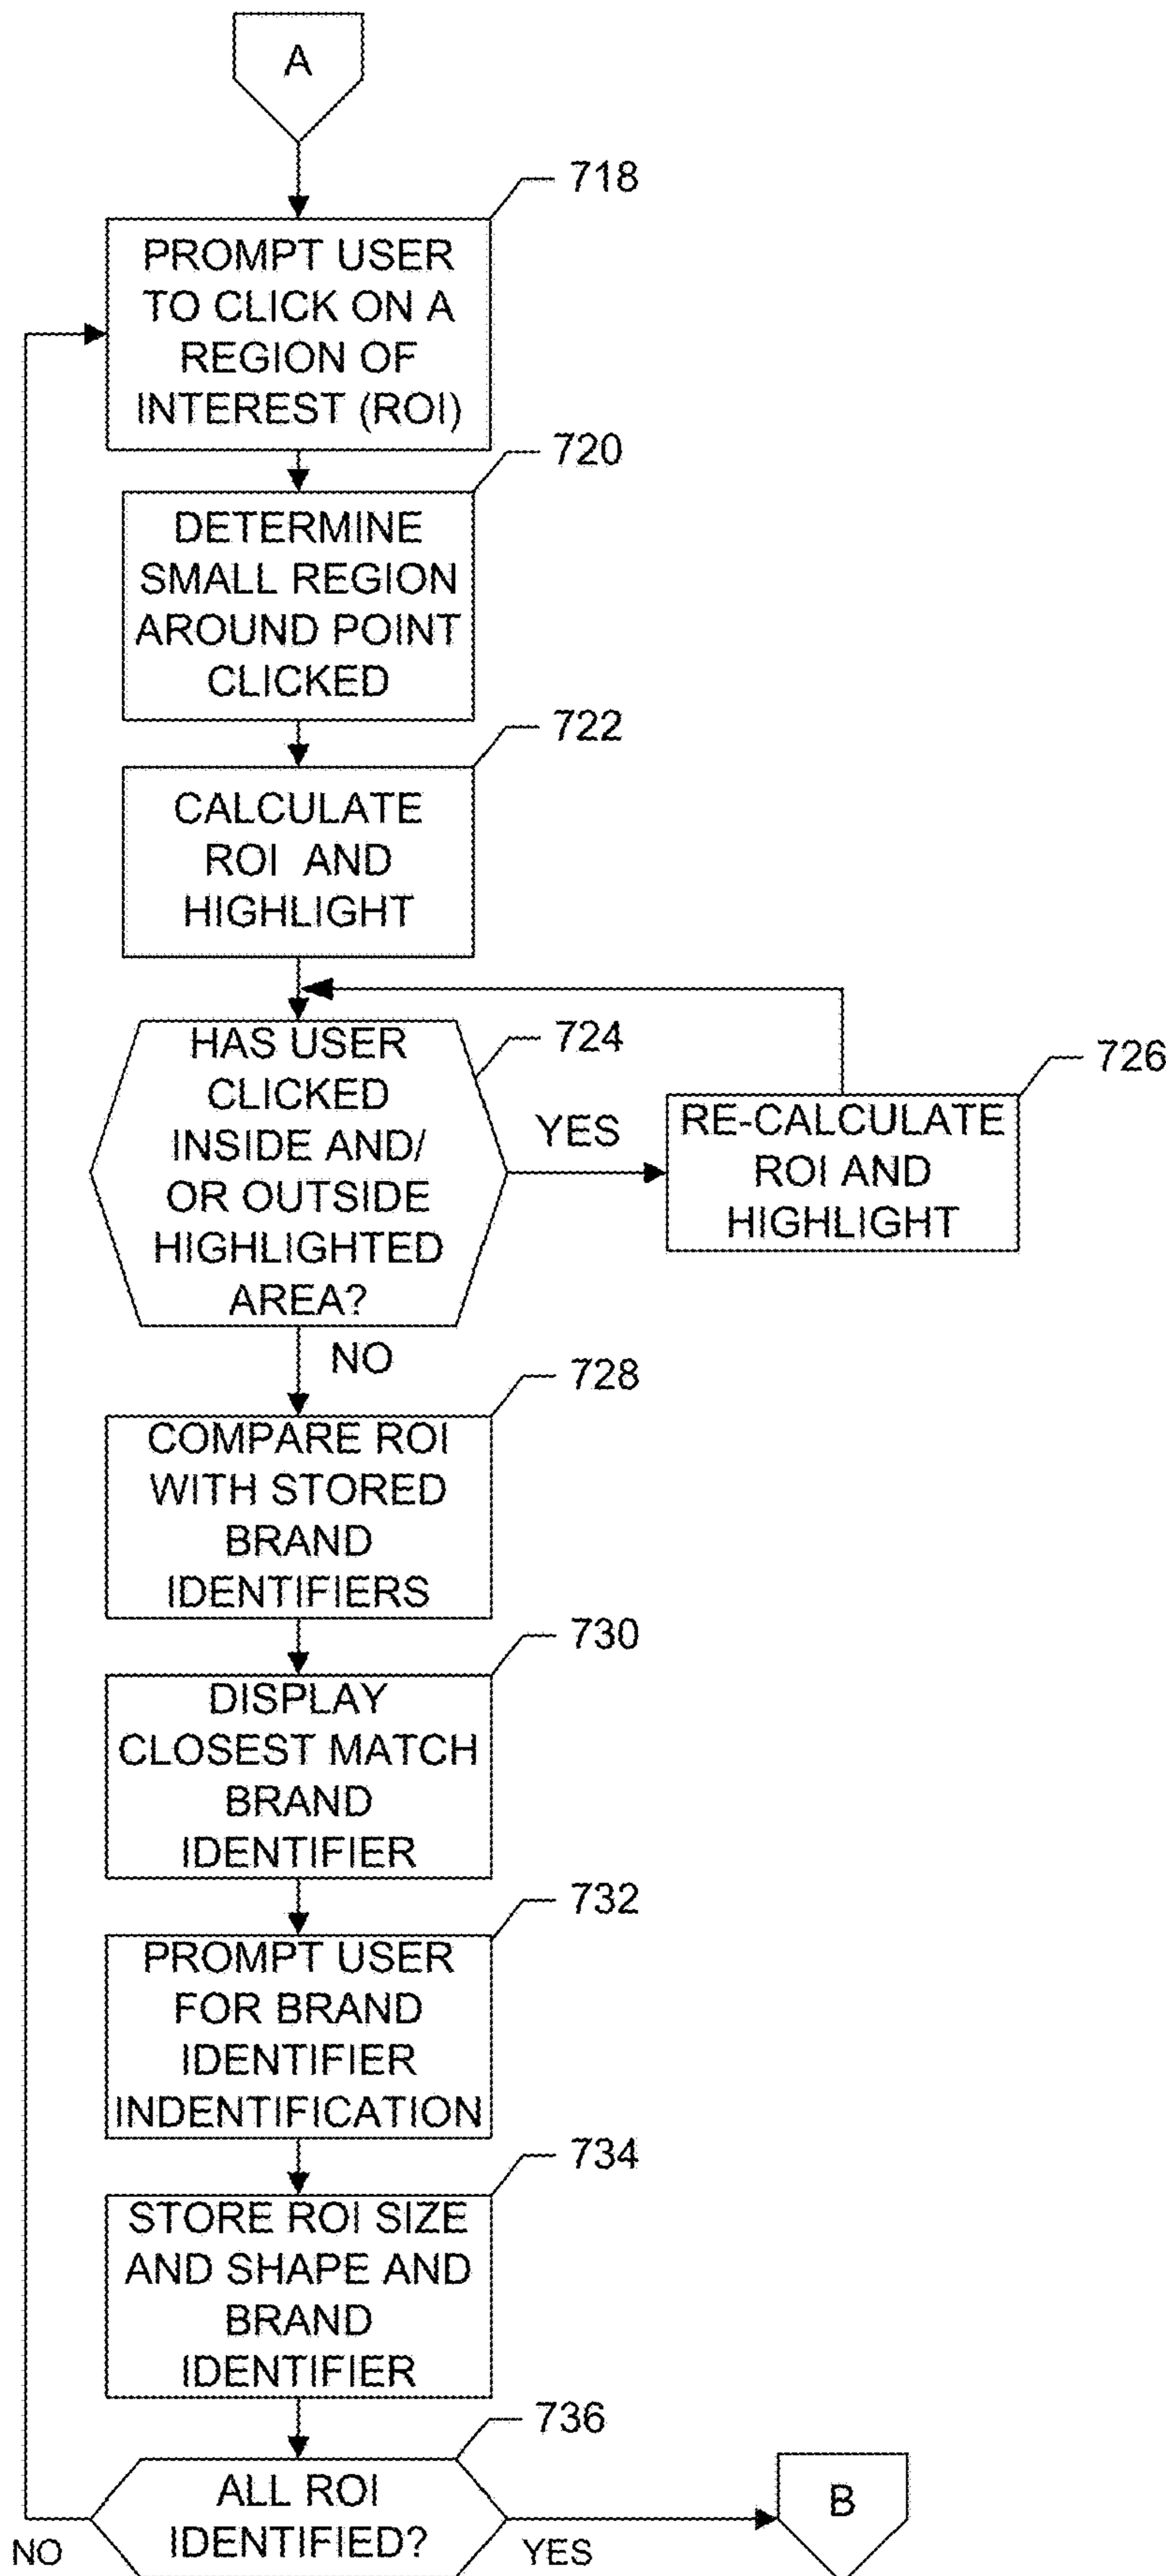 A
718
PROMPT USER
TO CLICK ON A
REGION OF
INTEREST (ROI)
720
DETERMINE
SMALL REGION
AROUND POINT
CLICKED
722
CALCULATE
ROI AND
HIGHLIGHT
724
HAS USER
CLICKED
INSIDE AND/
OR OUTSIDE
HIGHLIGHTED
AREA?
YES
726
RE-CALCULATE
ROI AND
HIGHLIGHT
NO
728
COMPARE ROI
WITH STORED
BRAND
IDENTIFIERS
730
DISPLAY
CLOSEST MATCH
BRAND
IDENTIFIER
732
PROMPT USER
FOR BRAND
IDENTIFIER
INDENTIFICATION
734
STORE ROI SIZE
AND SHAPE AND
BRAND
IDENTIFIER
736
ALL ROI
IDENTIFIED?
NO
YES
B